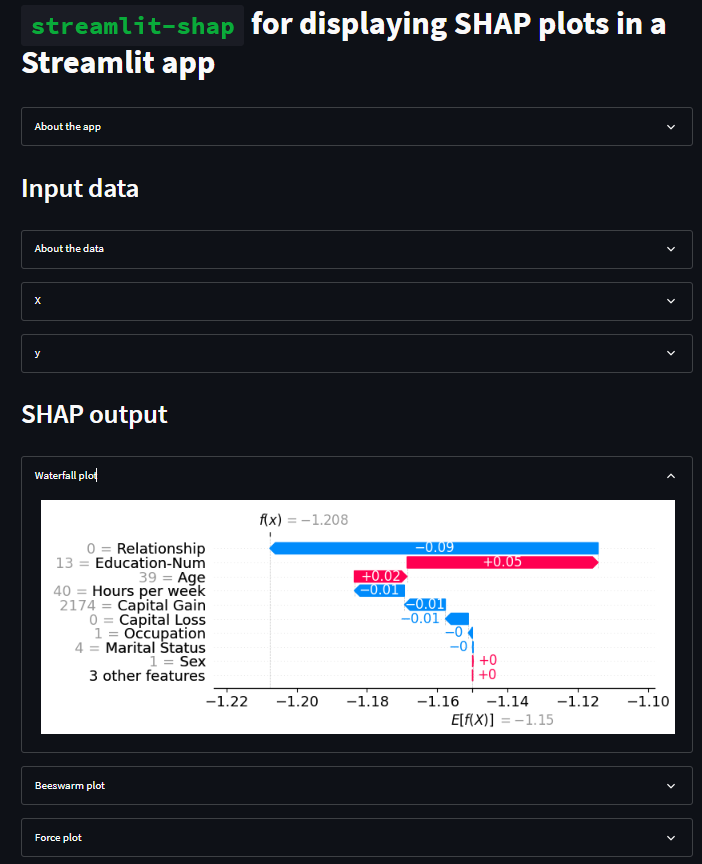 streamlit-shap for displaying SHAP plots in a
Streamlit app
About the app
Input data
About the data
X
y
SHAP output
Waterfall plot
f(x) = −1.208
0 = Relationship −0.09
13 = Education-Num +0.05
39 = Age +0.02
40 = Hours per week −0.01
2174 = Capital Gain −0.01
0 = Capital Loss −0.01
1 = Occupation −0
4 = Marital Status −0
1 = Sex +0
3 other features +0
−1.22 −1.20 −1.18 −1.16 −1.14 −1.12 −1.10
E[f(X)] = −1.15
Beeswarm plot
Force plot